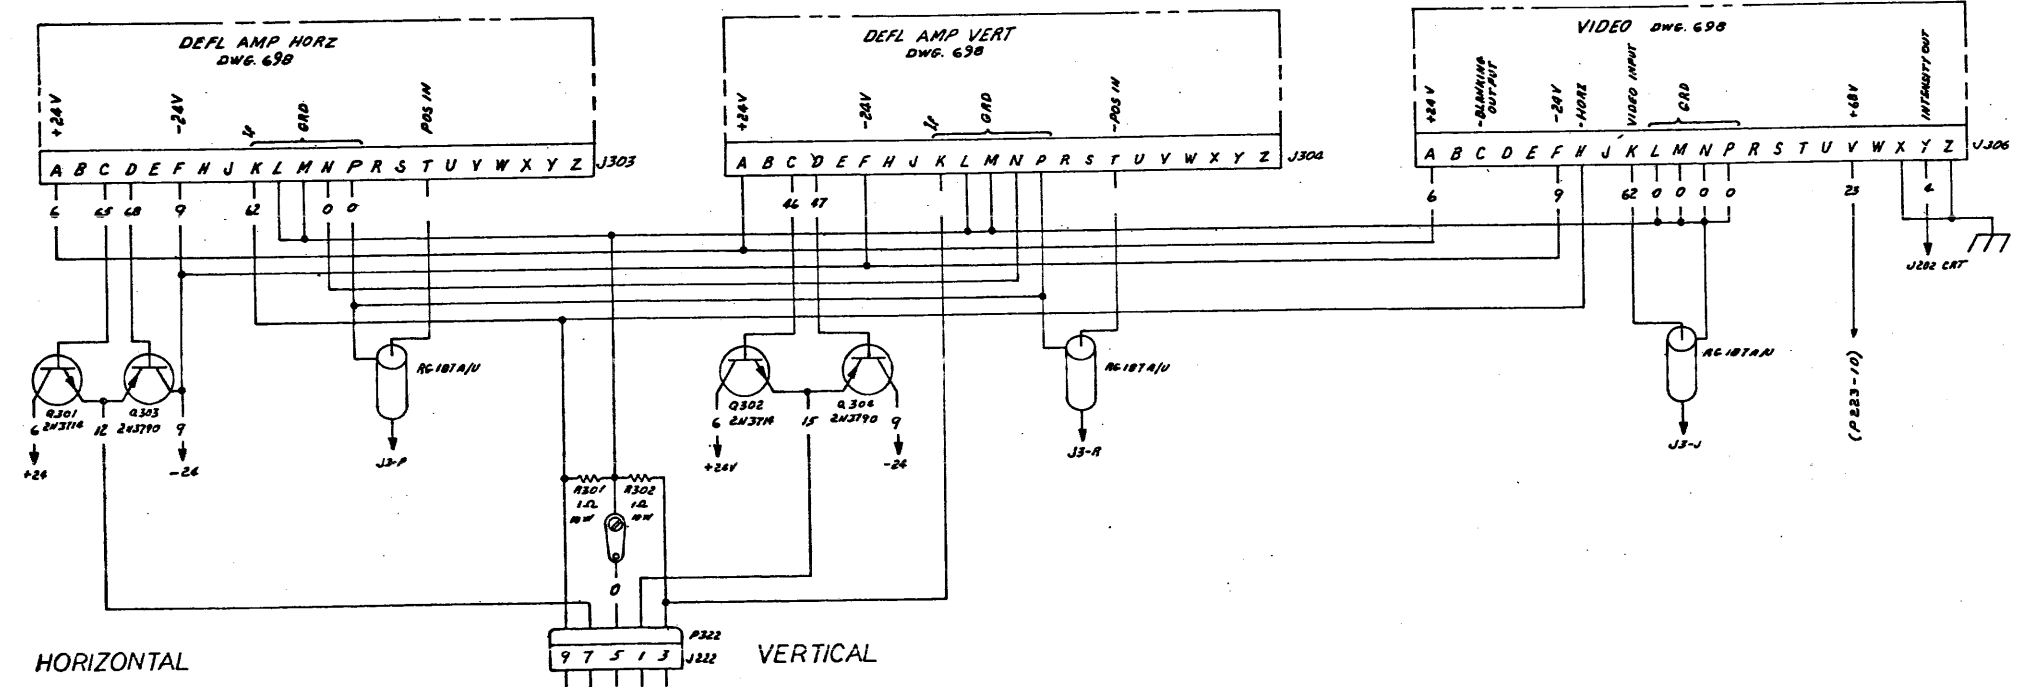 DEFL AMP HORZ
DWG. 698
+24V
-24V
IF
GRD
POS IN
A B C D E F H J K L M N P R S T U V W X Y Z J303
6 65 68 9 62 0 0
DEFL AMP VERT
DWG. 698
+24V
-24V
IF
GRD
-POS IN
A B C D E F H J K L M N P R S T U V W X Y Z J304
46 47
VIDEO DWG. 698
+24V
-BLANKING
OUTPUT
-24V
-HORZ
VIDEO INPUT
GRD
+68V
INTENSITY OUT
A B C D E F H J K L M N P R S T U V W X Y Z J306
6 9 62 0 0 0 0 25 4
J202 CRT
Q301
2N3714
Q303
2N3790
6 12 9
+24
-24
RG187A/U
J3-P
Q302
2N3714
Q304
2N3790
6 15 9
+24V
-24
RG187A/U
J3-R
RG187A/U
J3-J
(P223-10)
R301
1Ω
10W
R302
1Ω
10W
0
P322
9 7 5 1 3 J222
HORIZONTAL
VERTICAL